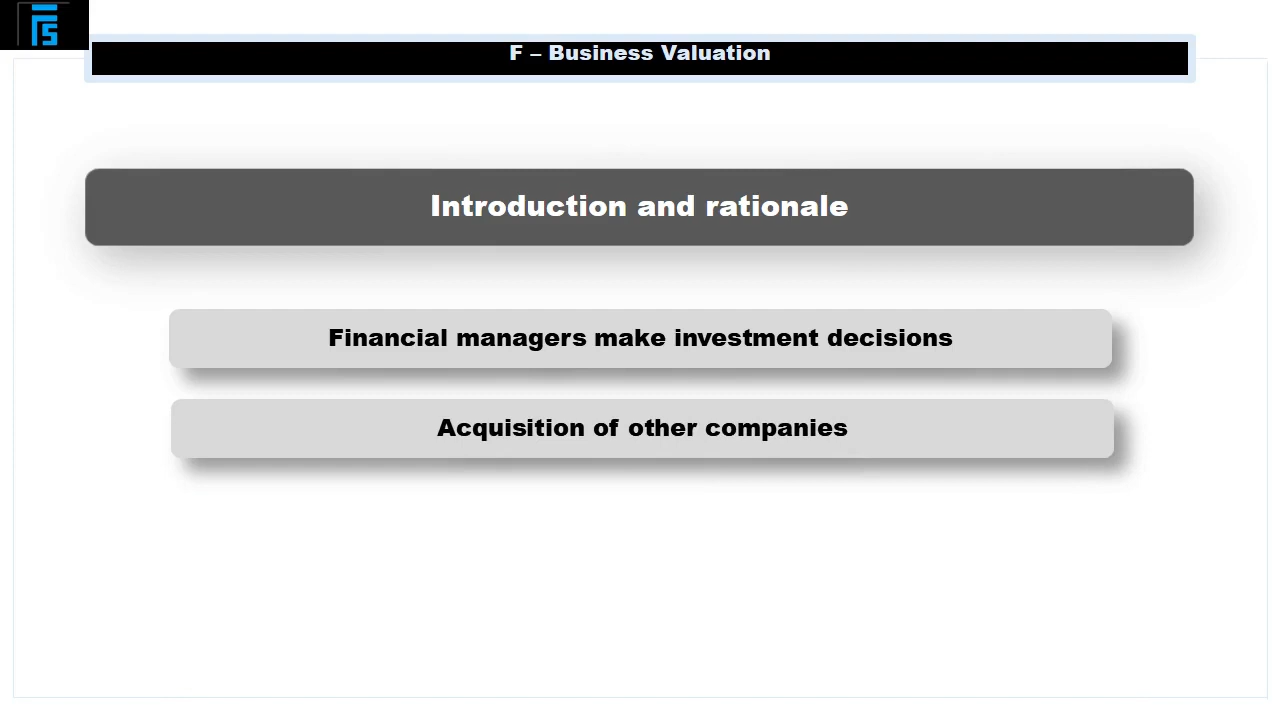 F – Business Valuation
Introduction and rationale
Financial managers make investment decisions
Acquisition of other companies